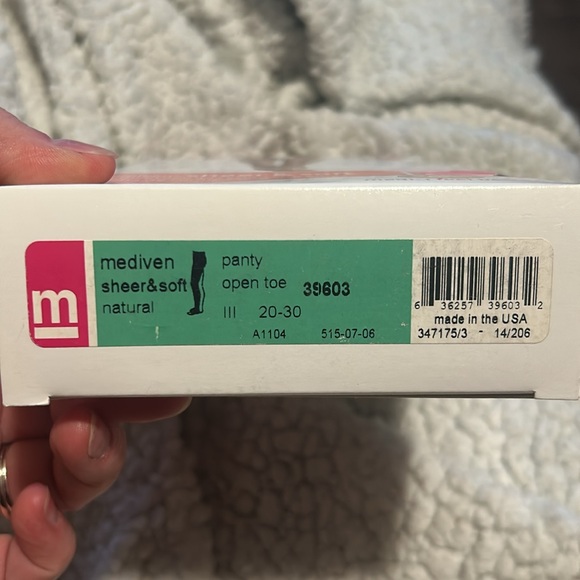 m
mediven
sheer&soft
natural
panty
open toe 39603
III 20-30
A1104 515-07-06
6 36257 39603 2
made in the USA
347175/3 - 14/206